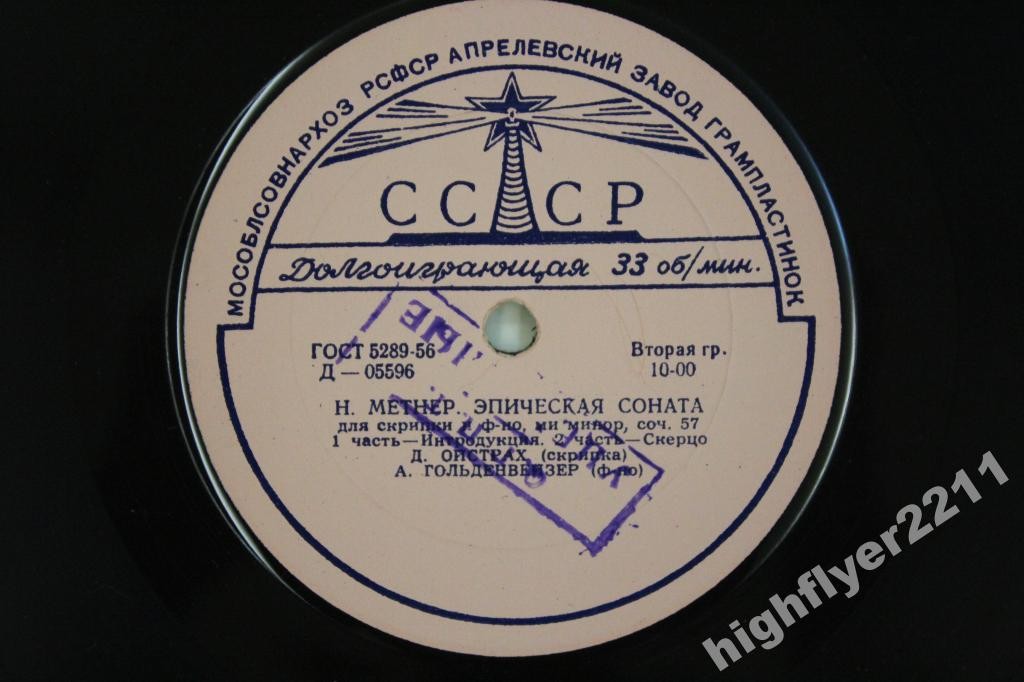 МОСОБЛСОВНАРХОЗ РСФСР АПРЕЛЕВСКИЙ ЗАВОД ГРАМПЛАСТИНОК
СССР
Долгоиграющая 33 об/мин.
ГОСТ 5289-56
Д — 05596
Вторая гр.
10-00
Н. МЕТНЕР. ЭПИЧЕСКАЯ СОНАТА
для скрипки и ф-но, ми минор, соч. 57
1 часть—Интродукция. 2 часть—Скерцо
Д. ОЙСТРАХ (скрипка)
А. ГОЛЬДЕНВЕЙЗЕР (ф-но)
highflyer2211